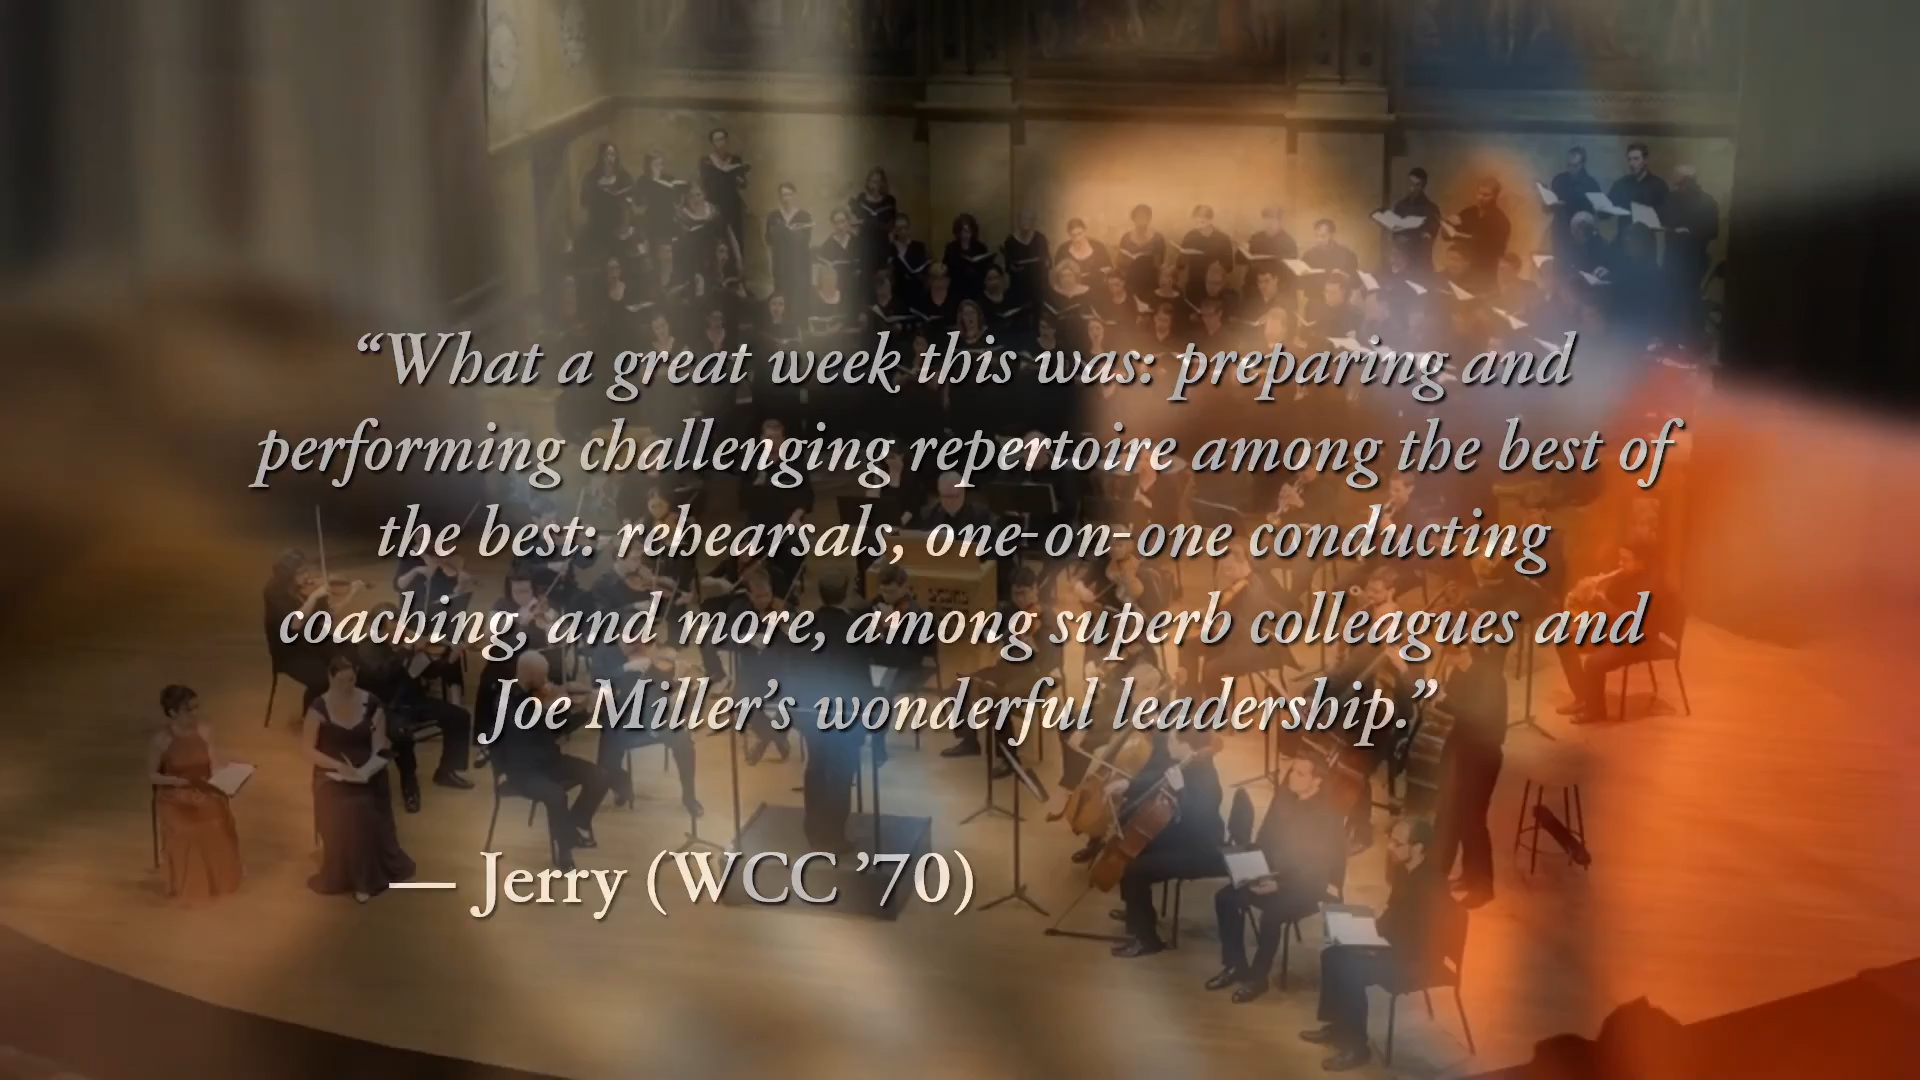 “What a great week this was: preparing and
performing challenging repertoire among the best of
the best: rehearsals, one-on-one conducting
coaching, and more, among superb colleagues and
Joe Miller’s wonderful leadership.”
— Jerry (WCC ’70)